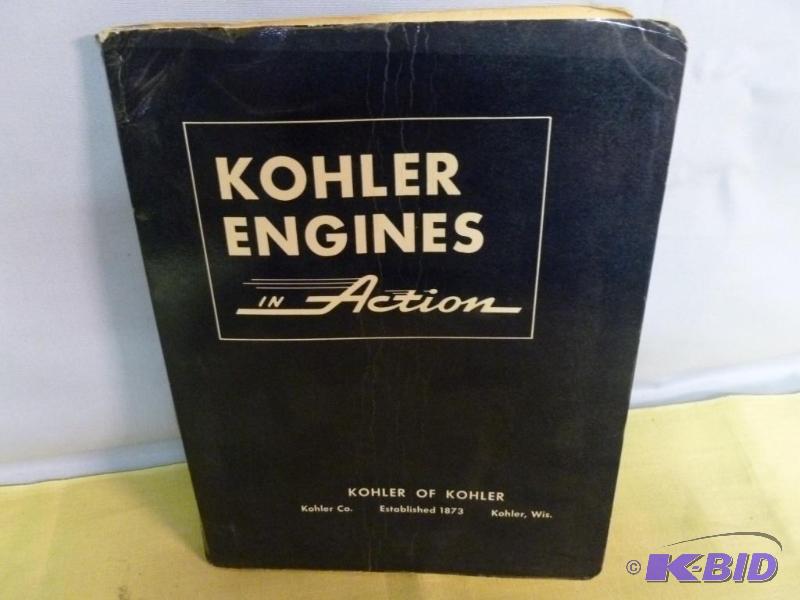 KOHLER
ENGINES
IN Action
KOHLER OF KOHLER
Kohler Co. Established 1873 Kohler, Wis.
© K-BID